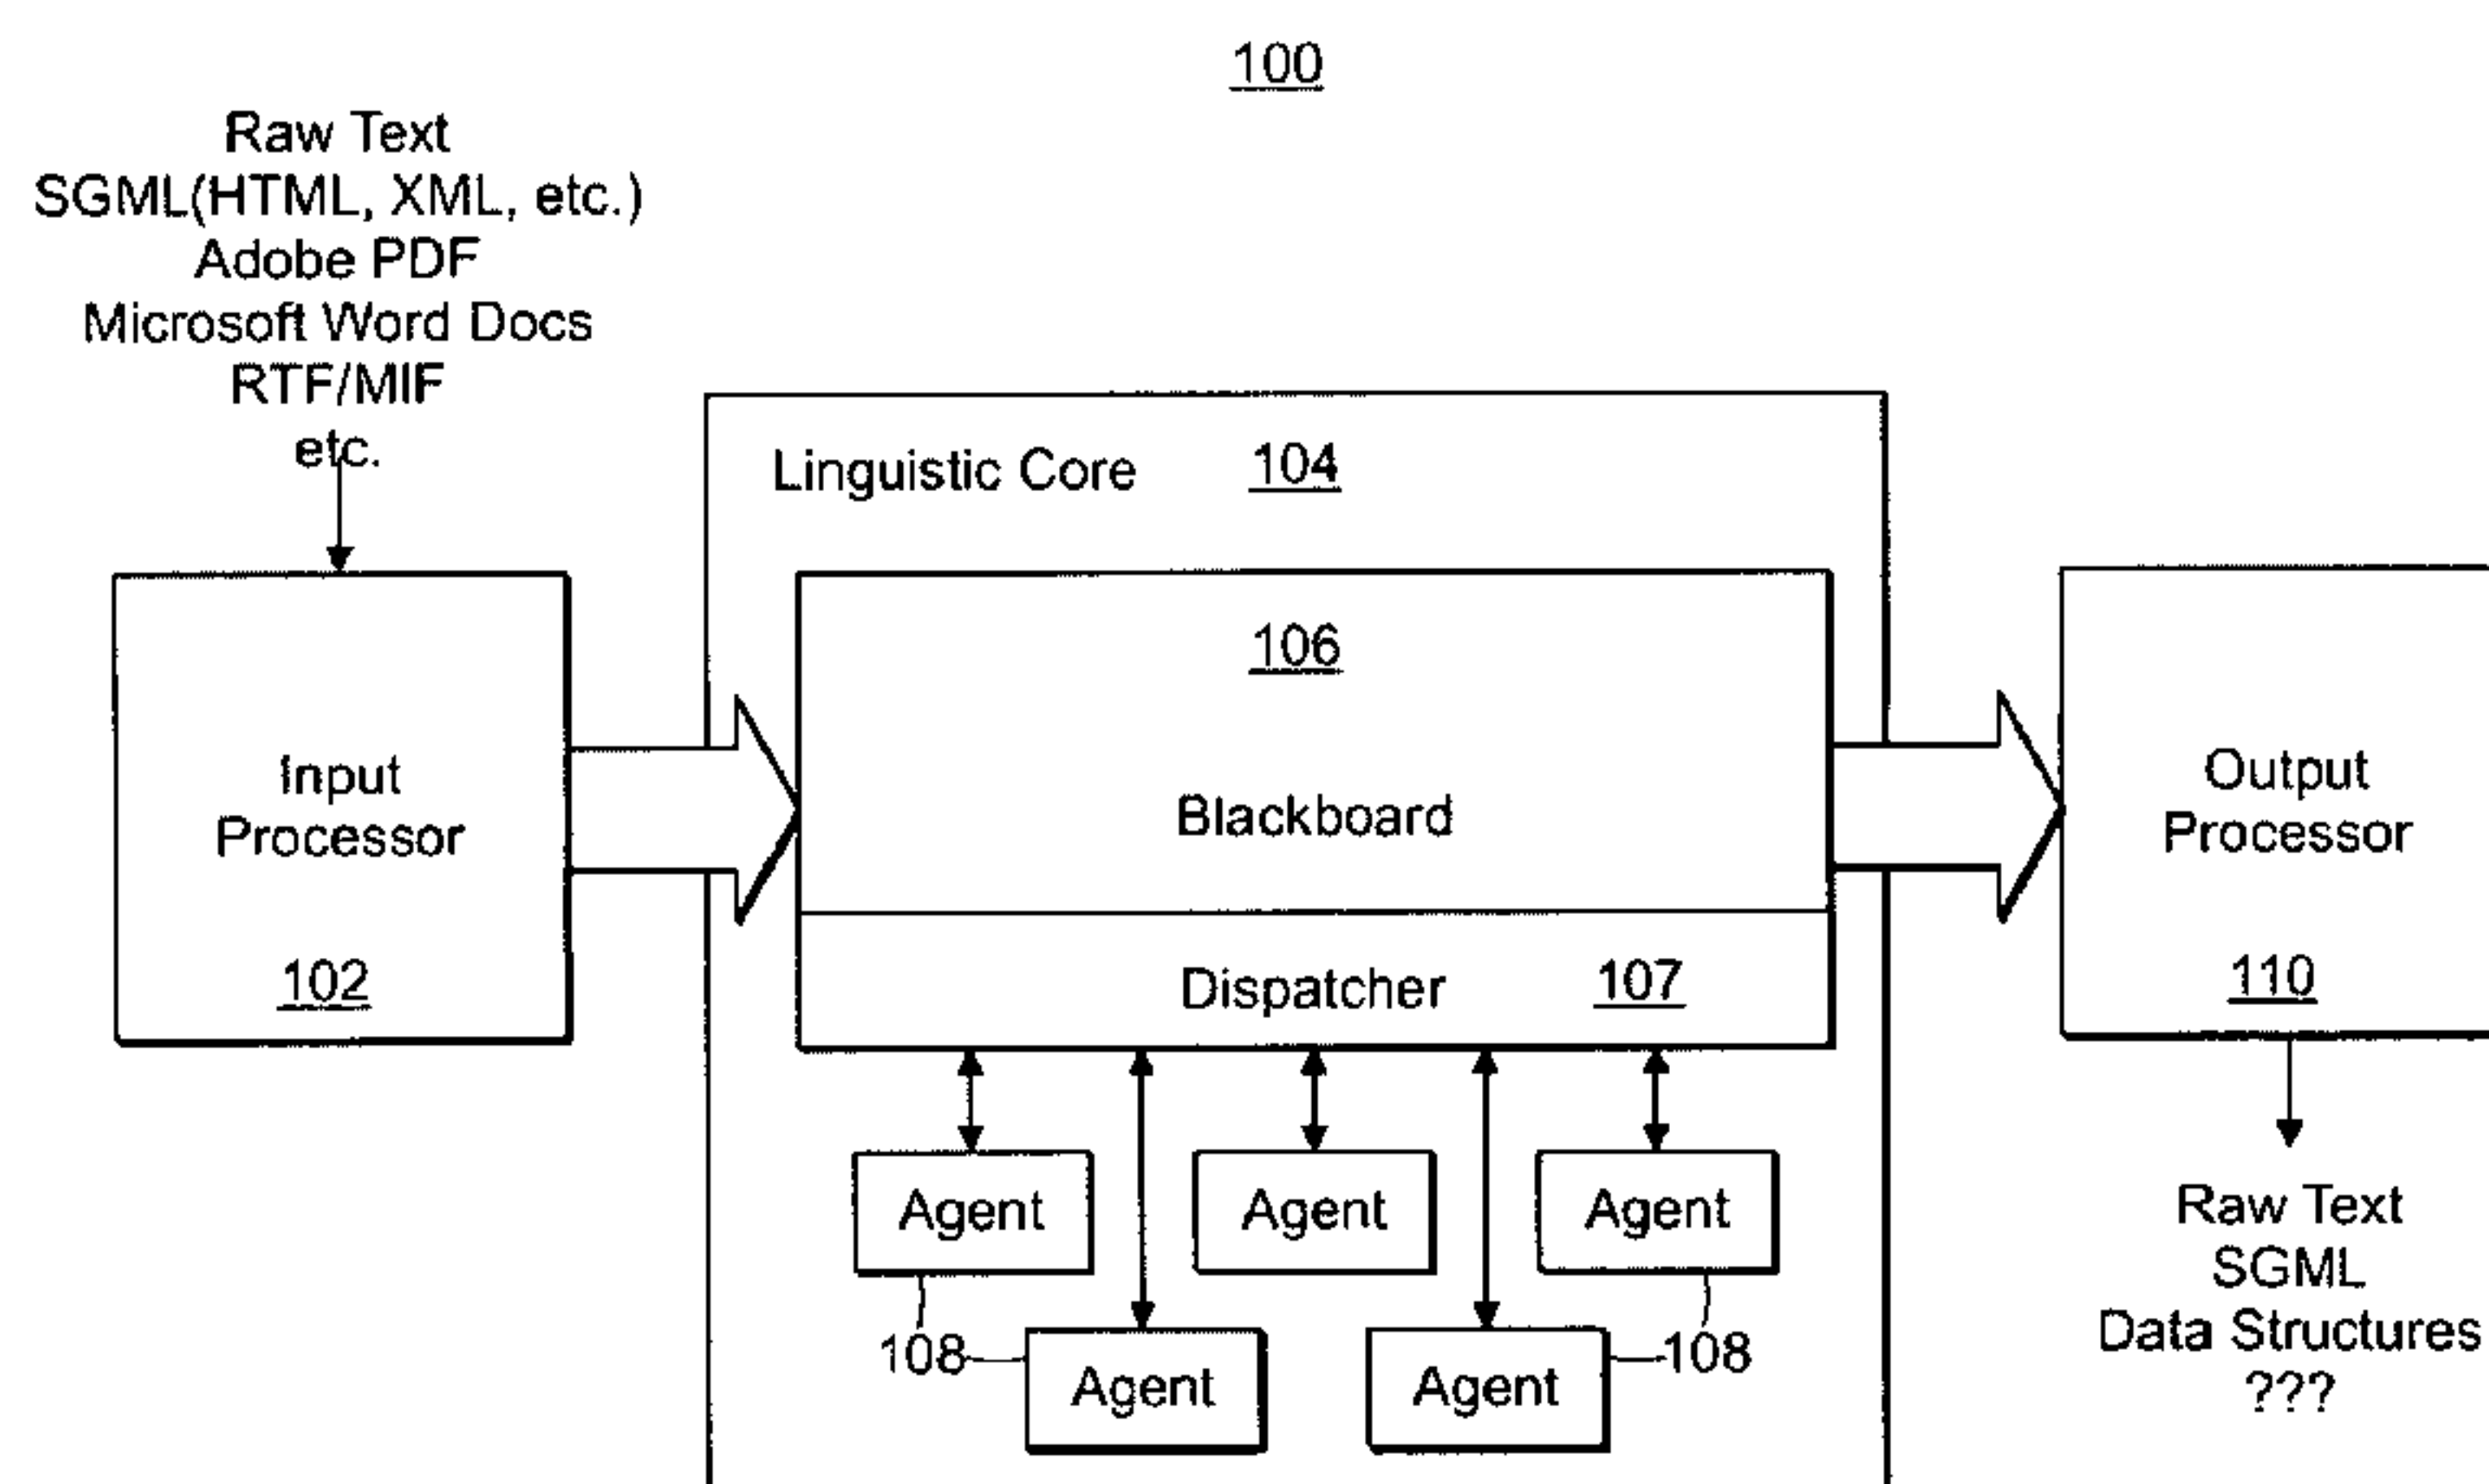 100
Raw Text
SGML(HTML, XML, etc.)
Adobe PDF
Microsoft Word Docs
RTF/MIF
etc.
Linguistic Core 104
106
Blackboard
Input
Processor
102
Output
Processor
110
Dispatcher 107
Agent
Agent
Agent
108
Agent
Agent
108
Raw Text
SGML
Data Structures
???